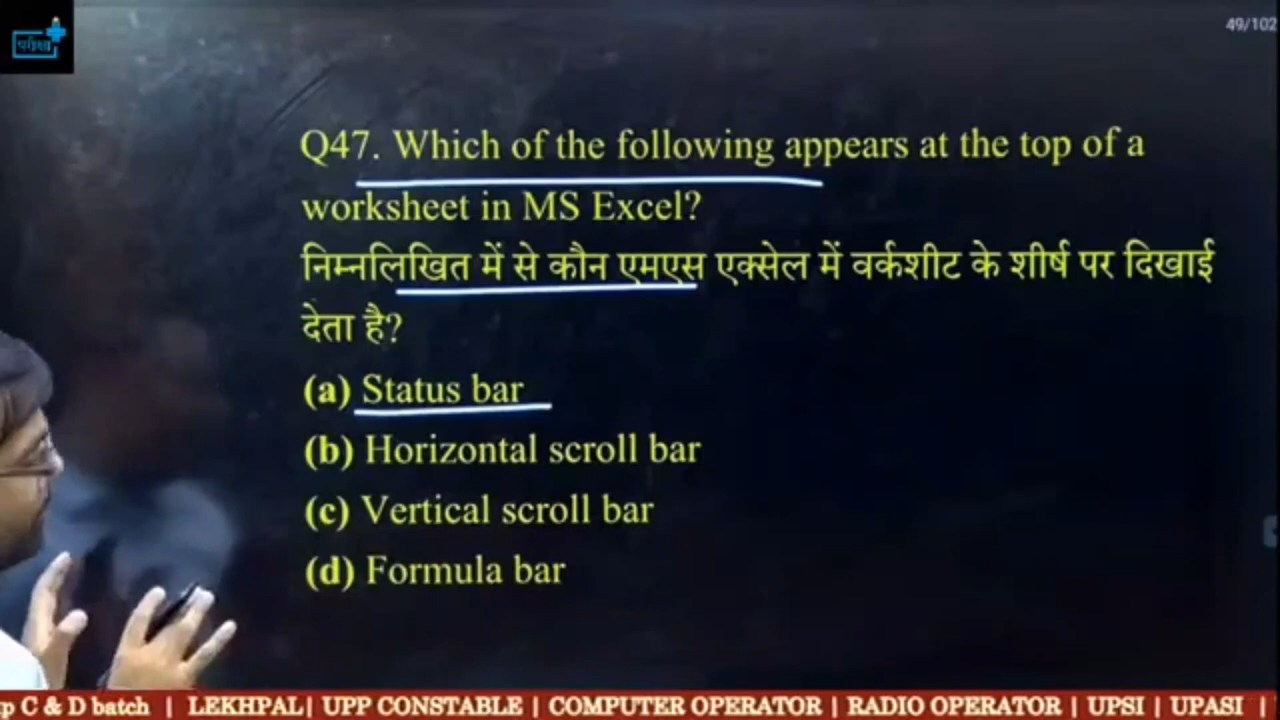 परीक्षा
49/102
Q47. Which of the following appears at the top of a
worksheet in MS Excel?
निम्नलिखित में से कौन एमएस एक्सेल में वर्कशीट के शीर्ष पर दिखाई
देता है?
(a) Status bar
(b) Horizontal scroll bar
(c) Vertical scroll bar
(d) Formula bar
p C & D batch | LEKHPAL| UPP CONSTABLE | COMPUTER OPERATOR | RADIO OPERATOR | UPSI | UPASI |